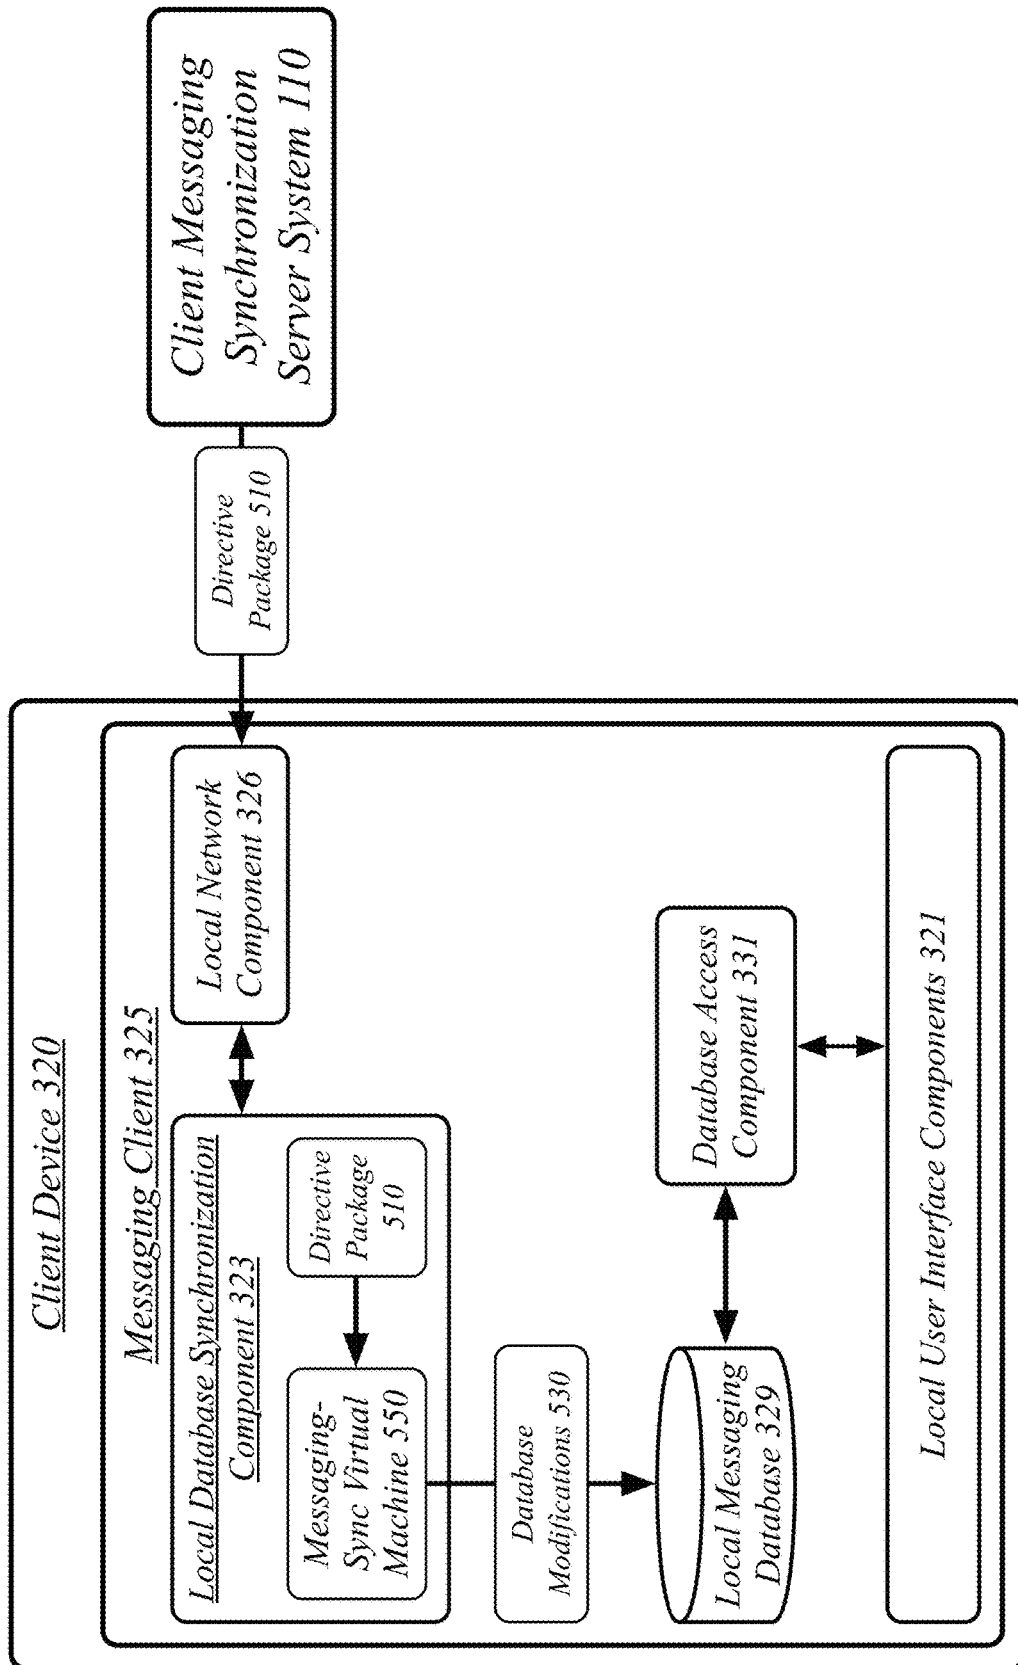 Client Device 320
Messaging Client 325
Local Database Synchronization
Component 323
Messaging-
Sync Virtual
Machine 550
Directive
Package
510
Local Network
Component 326
Directive
Package 510
Client Messaging
Synchronization
Server System 110
Database
Modifications 530
Local Messaging
Database 329
Database Access
Component 331
Local User Interface Components 321